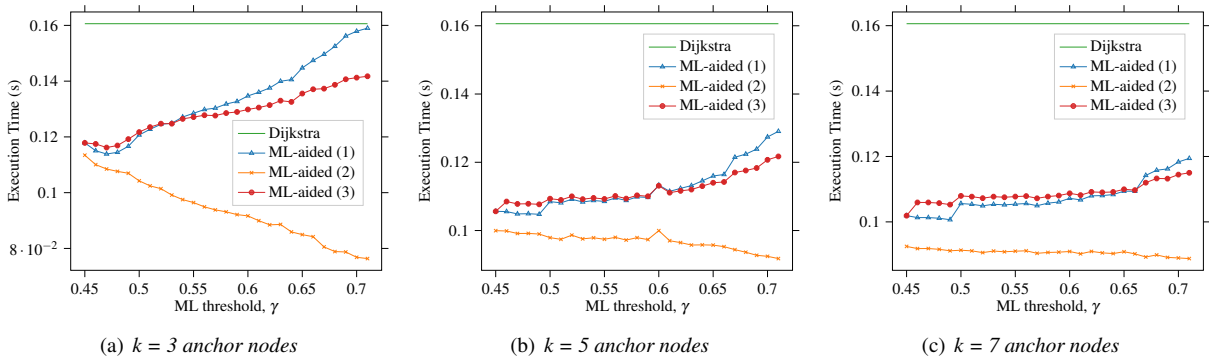 0.16
0.14
0.12
0.1
8 · 10⁻²
Execution Time (s)
Dijkstra
ML-aided (1)
ML-aided (2)
ML-aided (3)
0.45 0.5 0.55 0.6 0.65 0.7
ML threshold, γ
(a) k = 3 anchor nodes
0.16
0.14
0.12
0.1
Execution Time (s)
Dijkstra
ML-aided (1)
ML-aided (2)
ML-aided (3)
0.45 0.5 0.55 0.6 0.65 0.7
ML threshold, γ
(b) k = 5 anchor nodes
0.16
0.14
0.12
0.1
Execution Time (s)
Dijkstra
ML-aided (1)
ML-aided (2)
ML-aided (3)
0.45 0.5 0.55 0.6 0.65 0.7
ML threshold, γ
(c) k = 7 anchor nodes